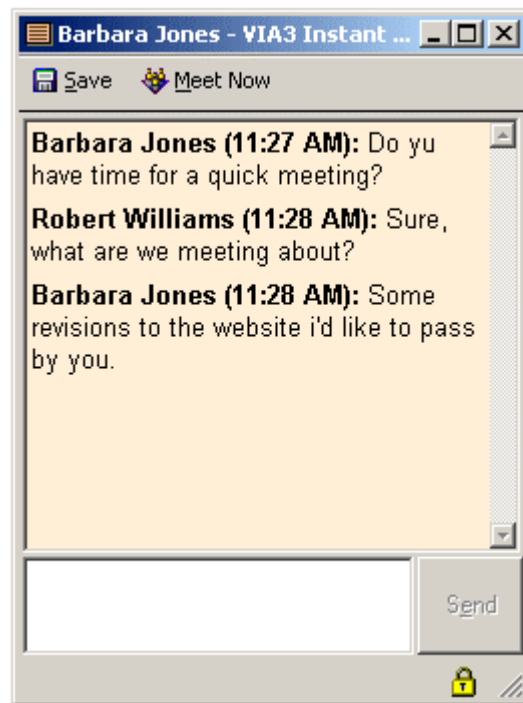 Barbara Jones - VIA3 Instant ...
Save Meet Now
Barbara Jones (11:27 AM): Do yu
have time for a quick meeting?
Robert Williams (11:28 AM): Sure,
what are we meeting about?
Barbara Jones (11:28 AM): Some
revisions to the website i'd like to pass
by you.
Send